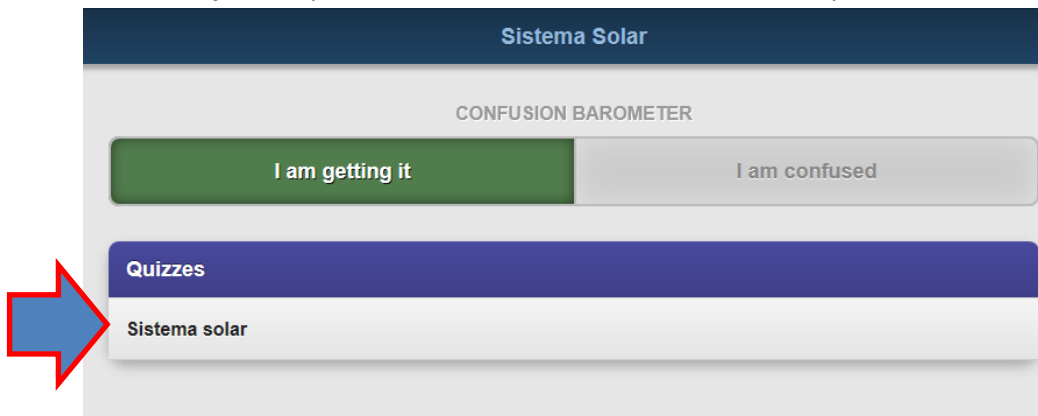 Sistema Solar
CONFUSION BAROMETER
I am getting it
I am confused
Quizzes
Sistema solar